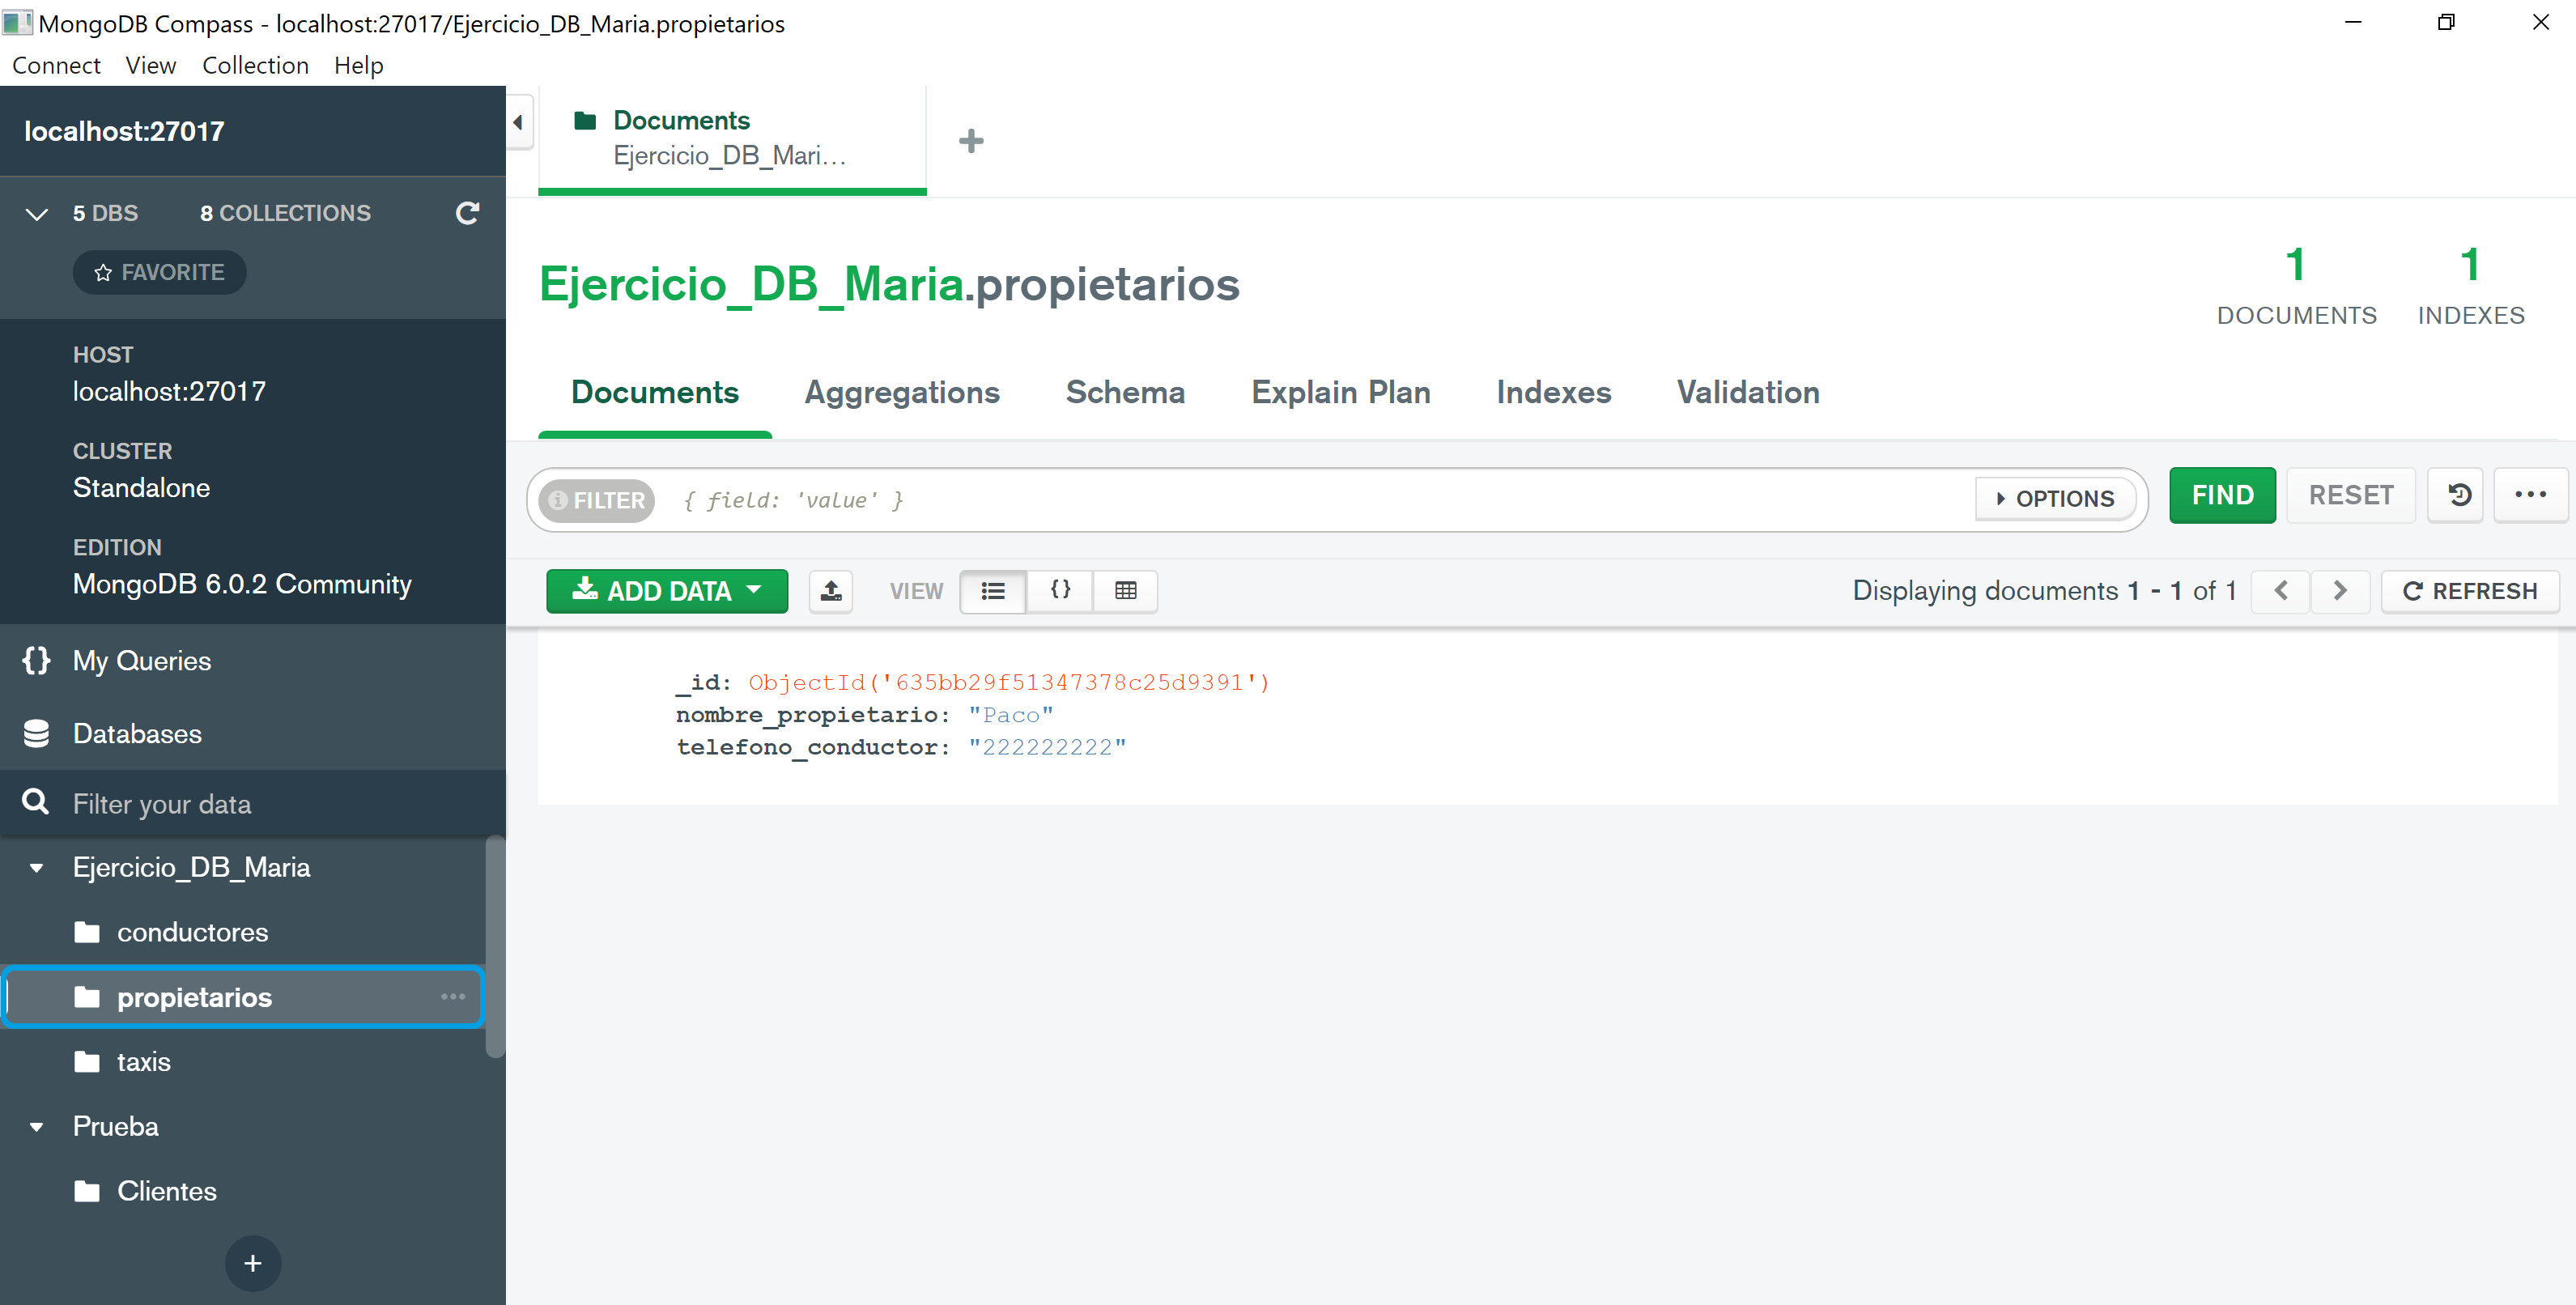 MongoDB Compass - localhost:27017/Ejercicio_DB_Maria.propietarios
Connect View Collection Help
localhost:27017
5 DBS 8 COLLECTIONS
FAVORITE
HOST
localhost:27017
CLUSTER
Standalone
EDITION
MongoDB 6.0.2 Community
{} My Queries
Databases
Filter your data
Ejercicio_DB_Maria
conductores
propietarios ...
taxis
Prueba
Clientes
+
Documents
Ejercicio_DB_Mari...
+
Ejercicio_DB_Maria.propietarios
1
DOCUMENTS
1
INDEXES
Documents Aggregations Schema Explain Plan Indexes Validation
FILTER { field: 'value' } OPTIONS FIND RESET ...
ADD DATA VIEW {} Displaying documents 1 - 1 of 1 < > REFRESH
_id: ObjectId('635bb29f51347378c25d9391')
nombre_propietario: "Paco"
telefono_conductor: "222222222"